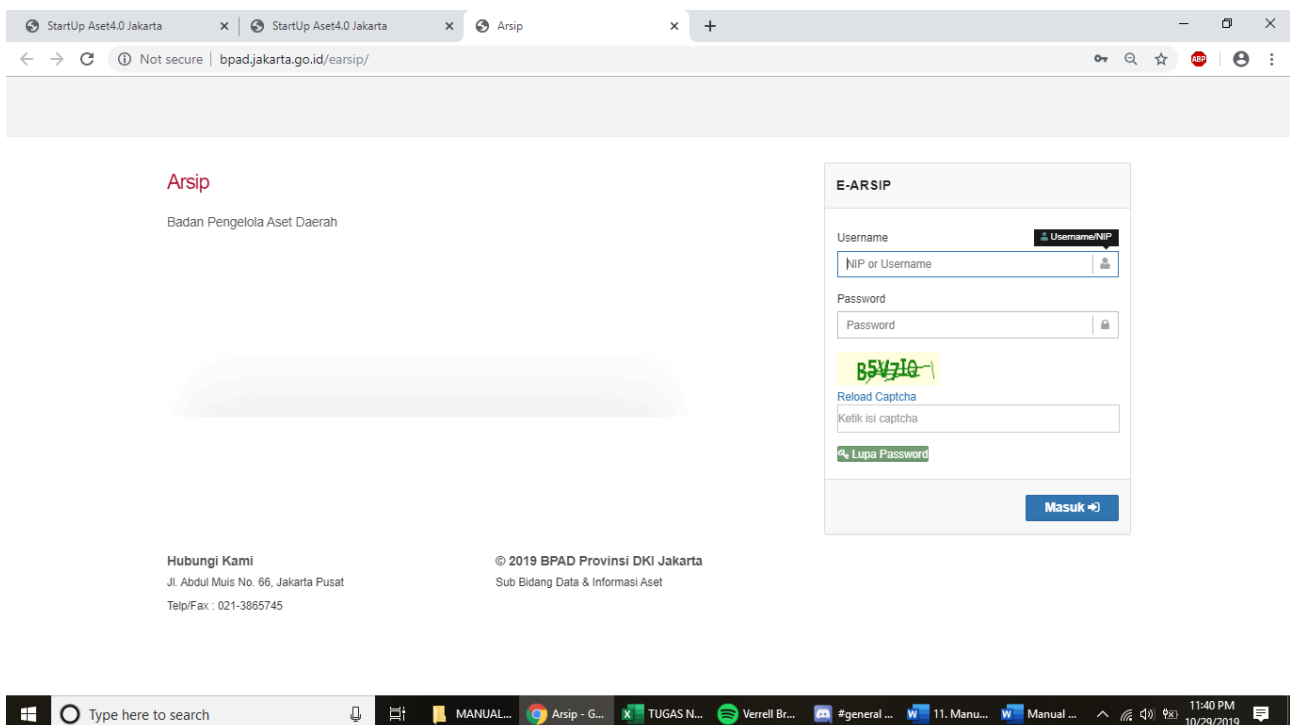 StartUp Aset4.0 Jakarta
StartUp Aset4.0 Jakarta
Arsip
Not secure | bpad.jakarta.go.id/earsip/
ABP
Arsip
Badan Pengelola Aset Daerah
E-ARSIP
Username
Username/NIP
NIP or Username
Password
Password
B5V7IQ
Reload Captcha
Ketik isi captcha
Lupa Password
Masuk
Hubungi Kami
Jl. Abdul Muis No. 66, Jakarta Pusat
Telp/Fax : 021-3865745
© 2019 BPAD Provinsi DKI Jakarta
Sub Bidang Data & Informasi Aset
Type here to search
MANUAL...
Arsip - G...
TUGAS N...
Verrell Br...
#general ...
11. Manu...
Manual ...
11:40 PM
10/29/2019